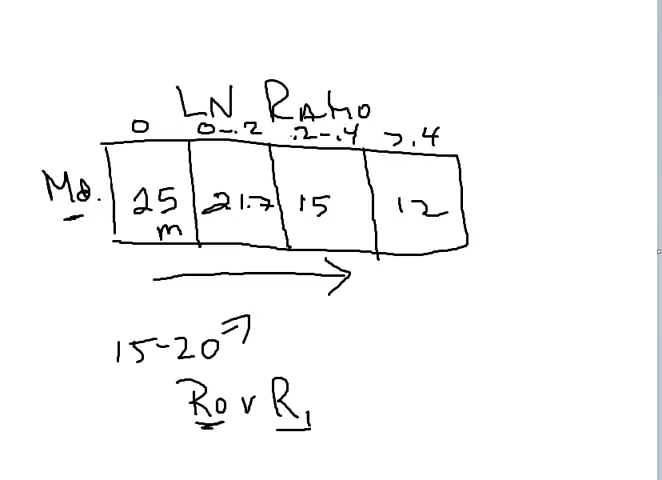 LN Ratio
0 0-.2 .2-.4 >.4
Md. 25 21.7 15 12
m
15-20 ⇒
R0 v R1